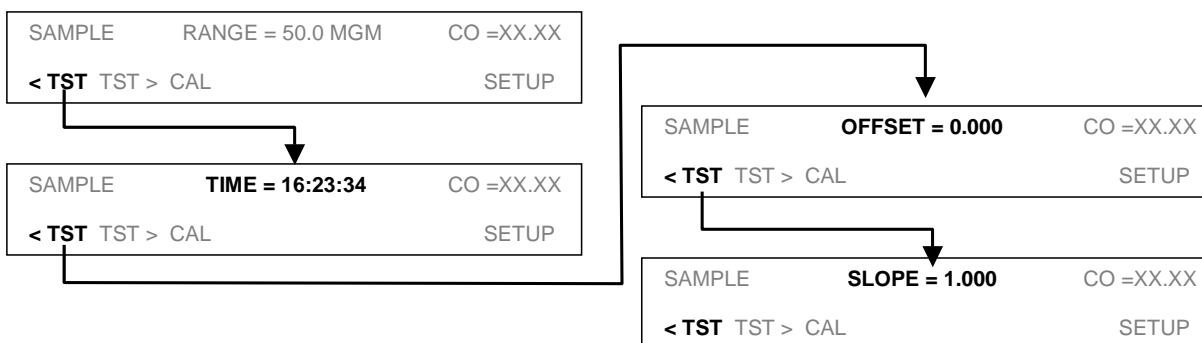 SAMPLE RANGE = 50.0 MGM CO =XX.XX
< TST TST > CAL SETUP
SAMPLE TIME = 16:23:34 CO =XX.XX
< TST TST > CAL SETUP
SAMPLE OFFSET = 0.000 CO =XX.XX
< TST TST > CAL SETUP
SAMPLE SLOPE = 1.000 CO =XX.XX
< TST TST > CAL SETUP